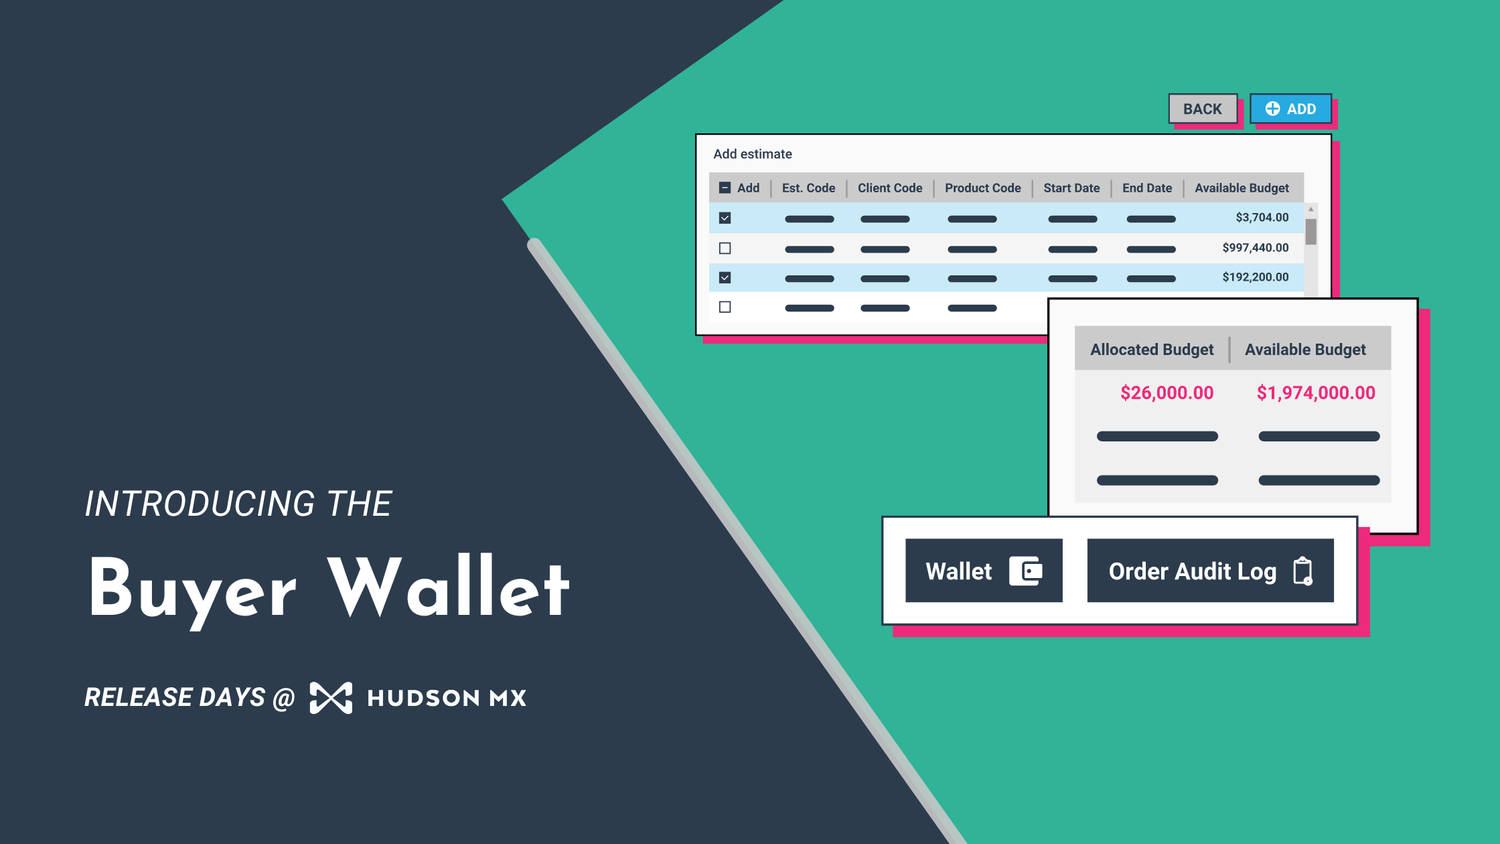 BACK
ADD
Add estimate
Add Est. Code Client Code Product Code Start Date End Date Available Budget
$3,704.00
$997,440.00
$192,200.00
Allocated Budget Available Budget
$26,000.00 $1,974,000.00
Wallet Order Audit Log
INTRODUCING THE
Buyer Wallet
RELEASE DAYS @ HUDSON MX